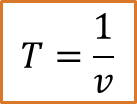 T = 1/v